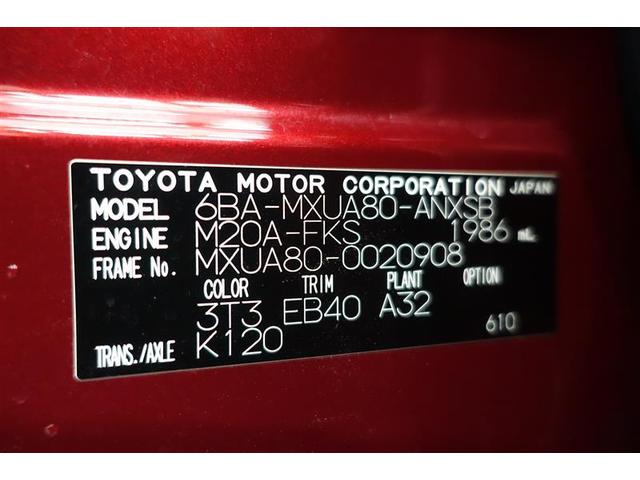 TOYOTA MOTOR CORPORATION JAPAN
MODEL 6BA-MXUA80-ANXSB
ENGINE M20A-FKS 1986 mL
FRAME No. MXUA80-0020908
COLOR TRIM PLANT OPTION
3T3 EB40 A32
TRANS./AXLE K120 610